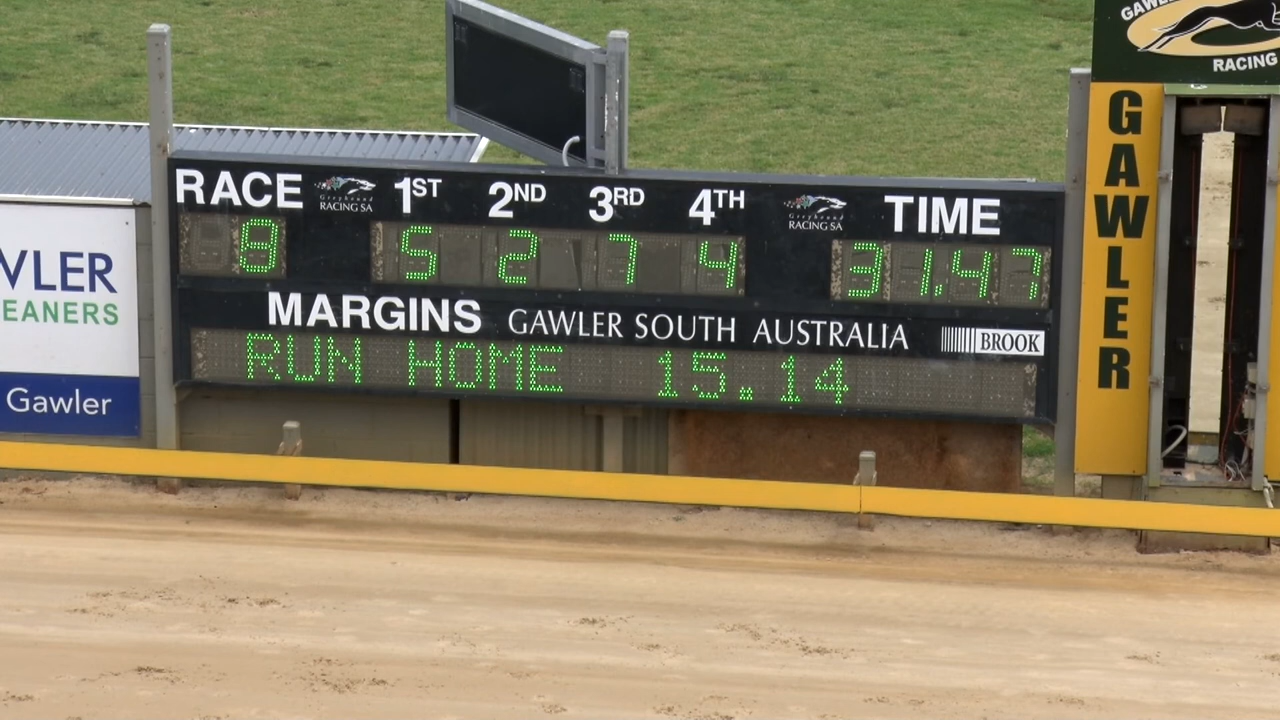 GAWLER
RACING
RACE
Greyhound
RACING SA
1ST
2ND
3RD
4TH
Greyhound
RACING SA
TIME
8
5
2
7
4
31.47
MARGINS
GAWLER SOUTH AUSTRALIA
BROOK
RUN HOME 15.14
VLER
EANERS
Gawler
GAWLER